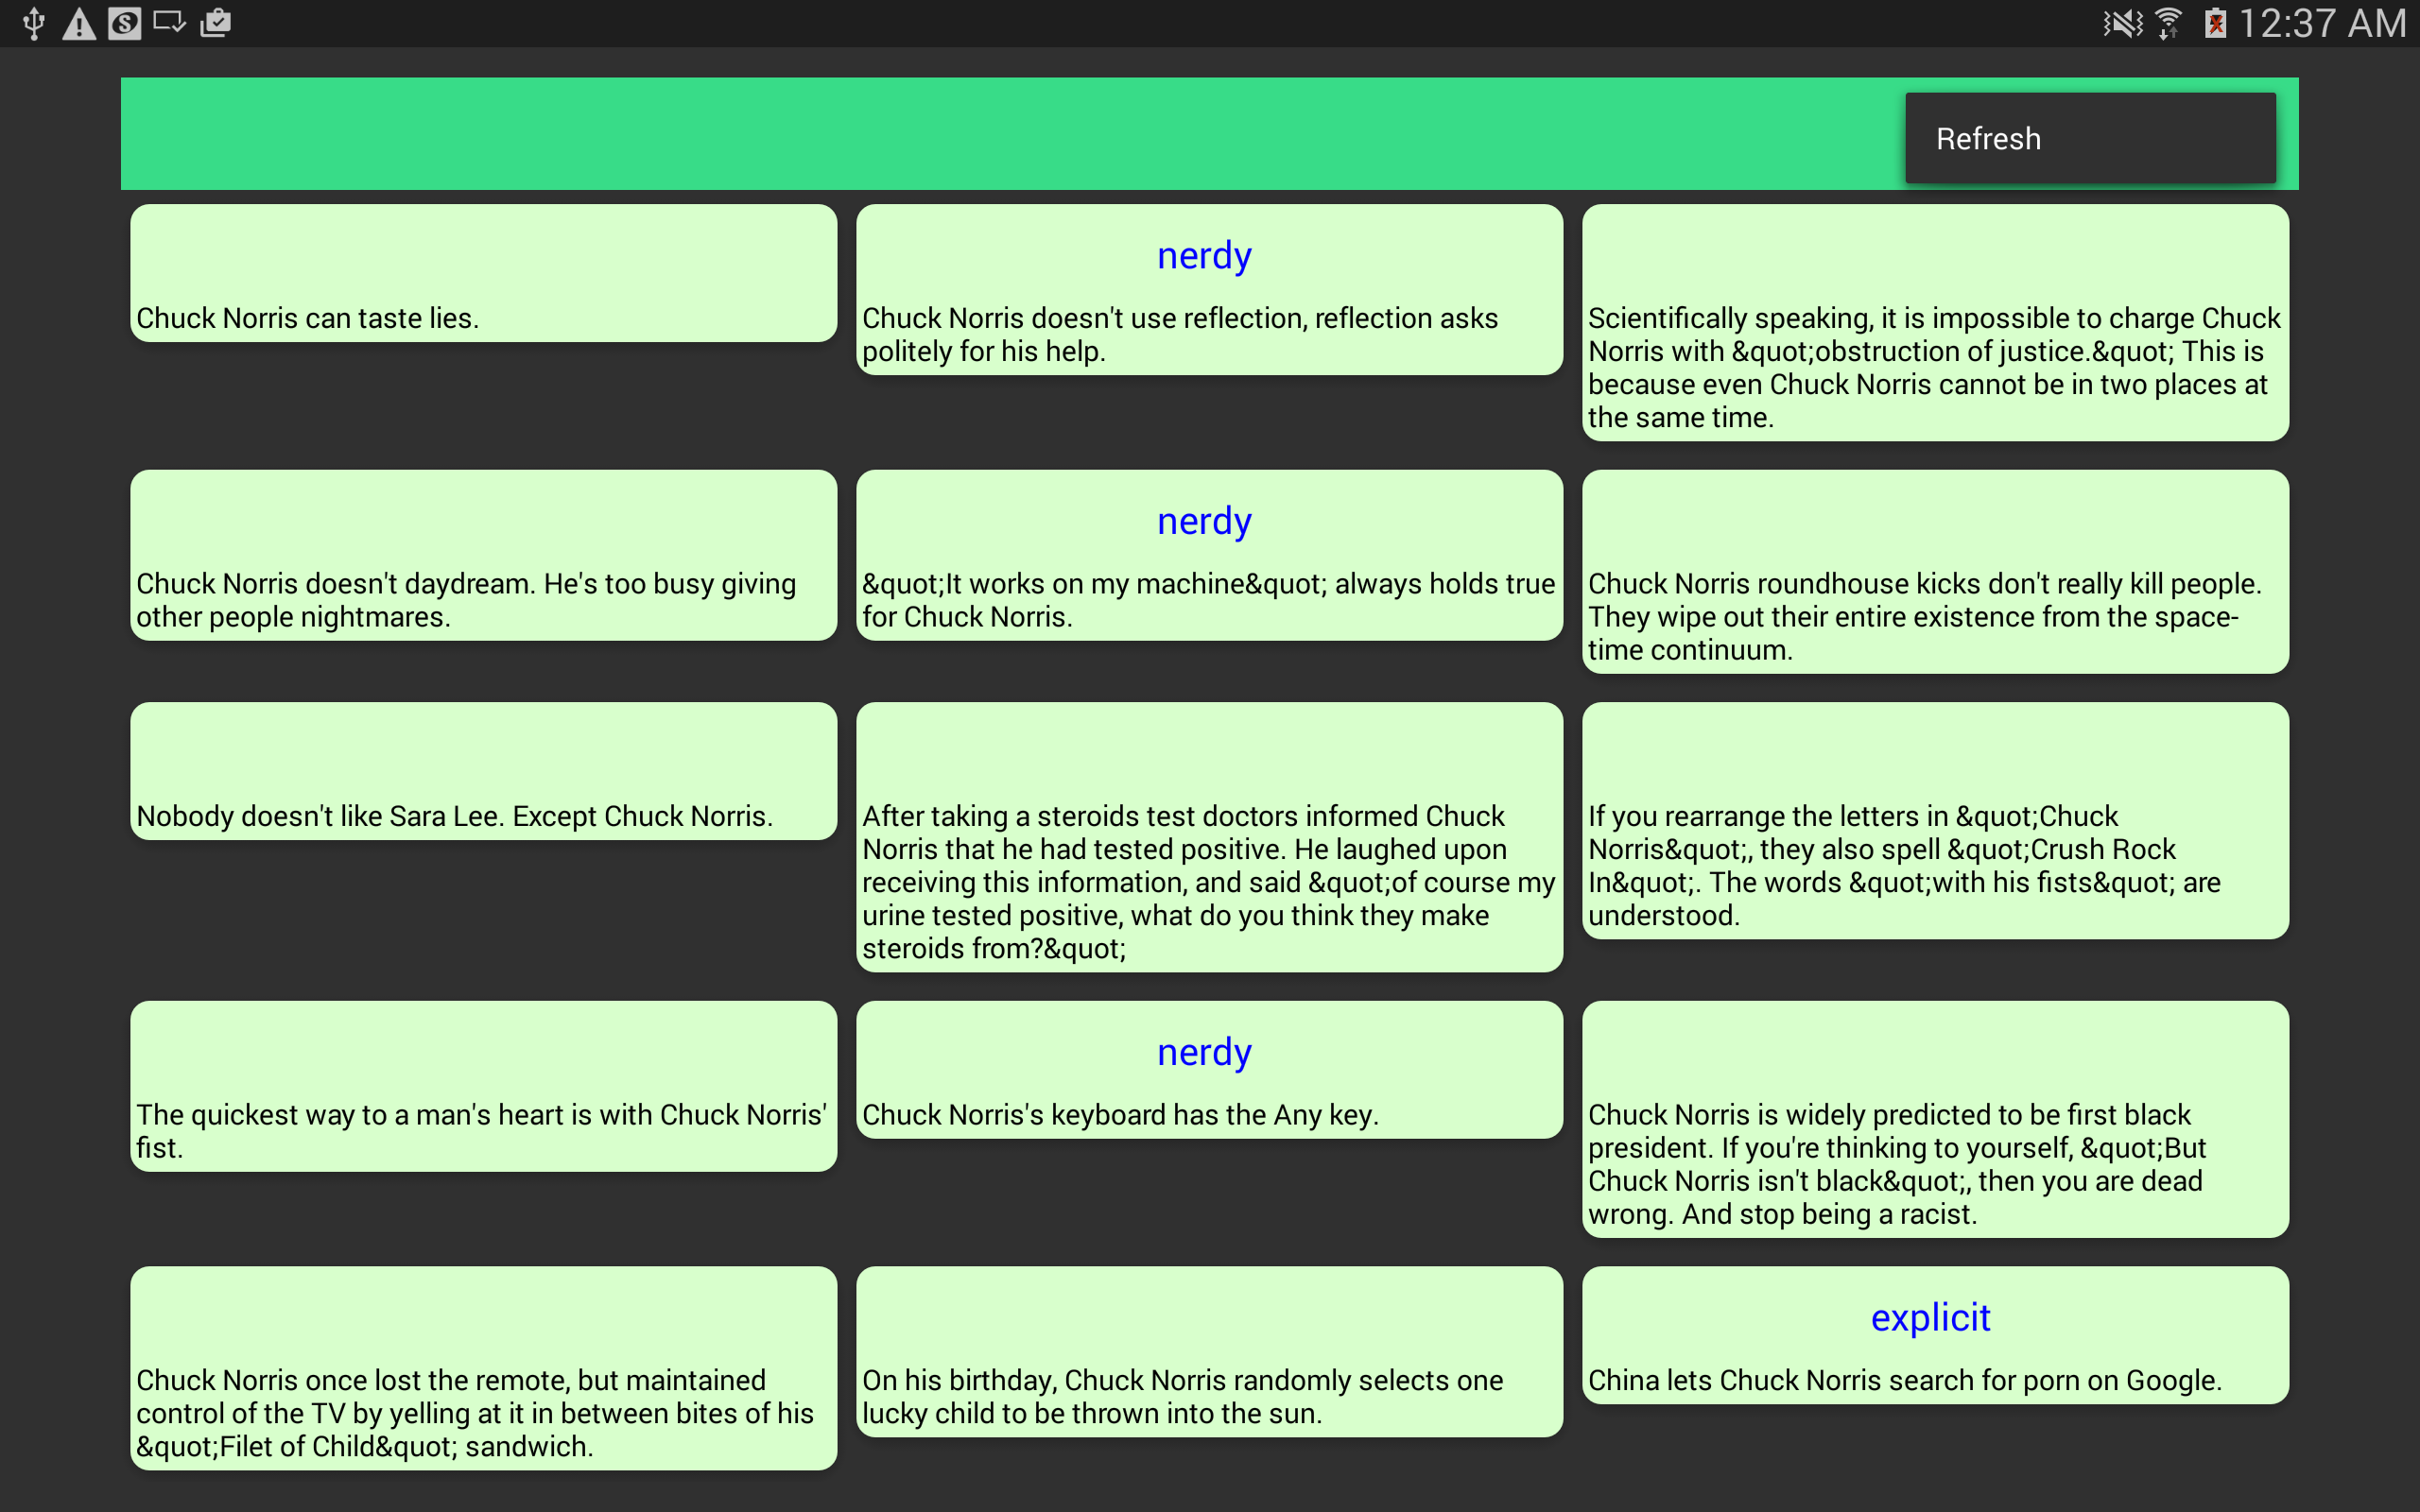 12:37 AM
Refresh
Chuck Norris can taste lies.
nerdy
Chuck Norris doesn't use reflection, reflection asks
politely for his help.
Scientifically speaking, it is impossible to charge Chuck
Norris with &quot;obstruction of justice.&quot; This is
because even Chuck Norris cannot be in two places at
the same time.
Chuck Norris doesn't daydream. He's too busy giving
other people nightmares.
nerdy
&quot;It works on my machine&quot; always holds true
for Chuck Norris.
Chuck Norris roundhouse kicks don't really kill people.
They wipe out their entire existence from the space-
time continuum.
Nobody doesn't like Sara Lee. Except Chuck Norris.
After taking a steroids test doctors informed Chuck
Norris that he had tested positive. He laughed upon
receiving this information, and said &quot;of course my
urine tested positive, what do you think they make
steroids from?&quot;
If you rearrange the letters in &quot;Chuck
Norris&quot;, they also spell &quot;Crush Rock
In&quot;. The words &quot;with his fists&quot; are
understood.
The quickest way to a man's heart is with Chuck Norris'
fist.
nerdy
Chuck Norris's keyboard has the Any key.
Chuck Norris is widely predicted to be first black
president. If you're thinking to yourself, &quot;But
Chuck Norris isn't black&quot;, then you are dead
wrong. And stop being a racist.
Chuck Norris once lost the remote, but maintained
control of the TV by yelling at it in between bites of his
&quot;Filet of Child&quot; sandwich.
On his birthday, Chuck Norris randomly selects one
lucky child to be thrown into the sun.
explicit
China lets Chuck Norris search for porn on Google.